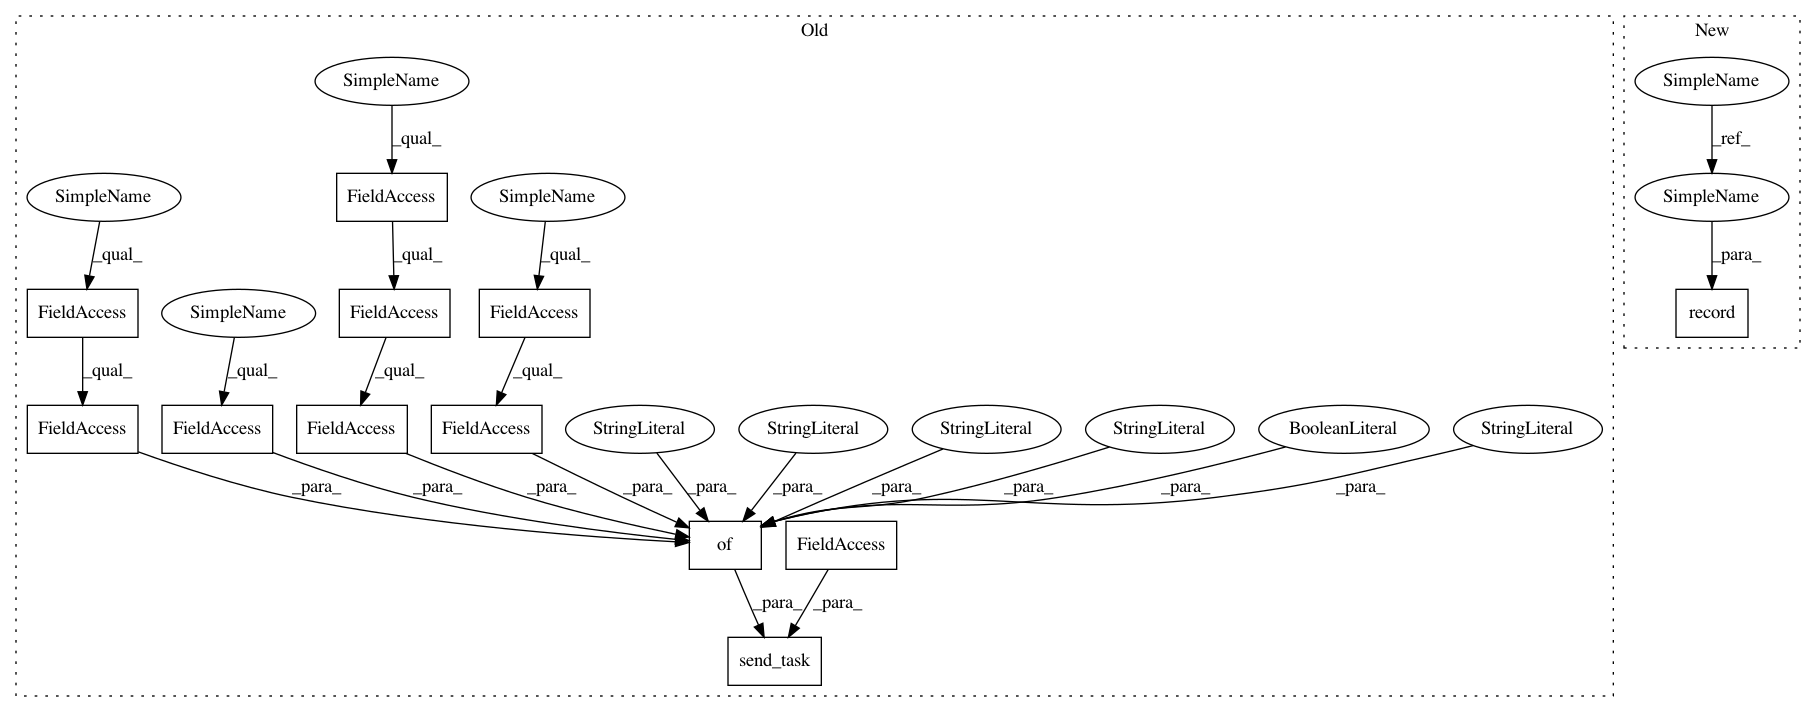 Old
New
SimpleName
SimpleName
_qual_
_ref_
SimpleName
FieldAccess
SimpleName
SimpleName
_qual_
_qual_
_qual_
_para_
FieldAccess
SimpleName
FieldAccess
FieldAccess
record
_qual_
_qual_
_qual_
_qual_
FieldAccess
FieldAccess
FieldAccess
FieldAccess
StringLiteral
StringLiteral
StringLiteral
StringLiteral
BooleanLiteral
StringLiteral
_para_
_para_
_para_
_para_
_para_
_para_
_para_
_para_
_para_
_para_
of
FieldAccess
_para_
_para_
send_task